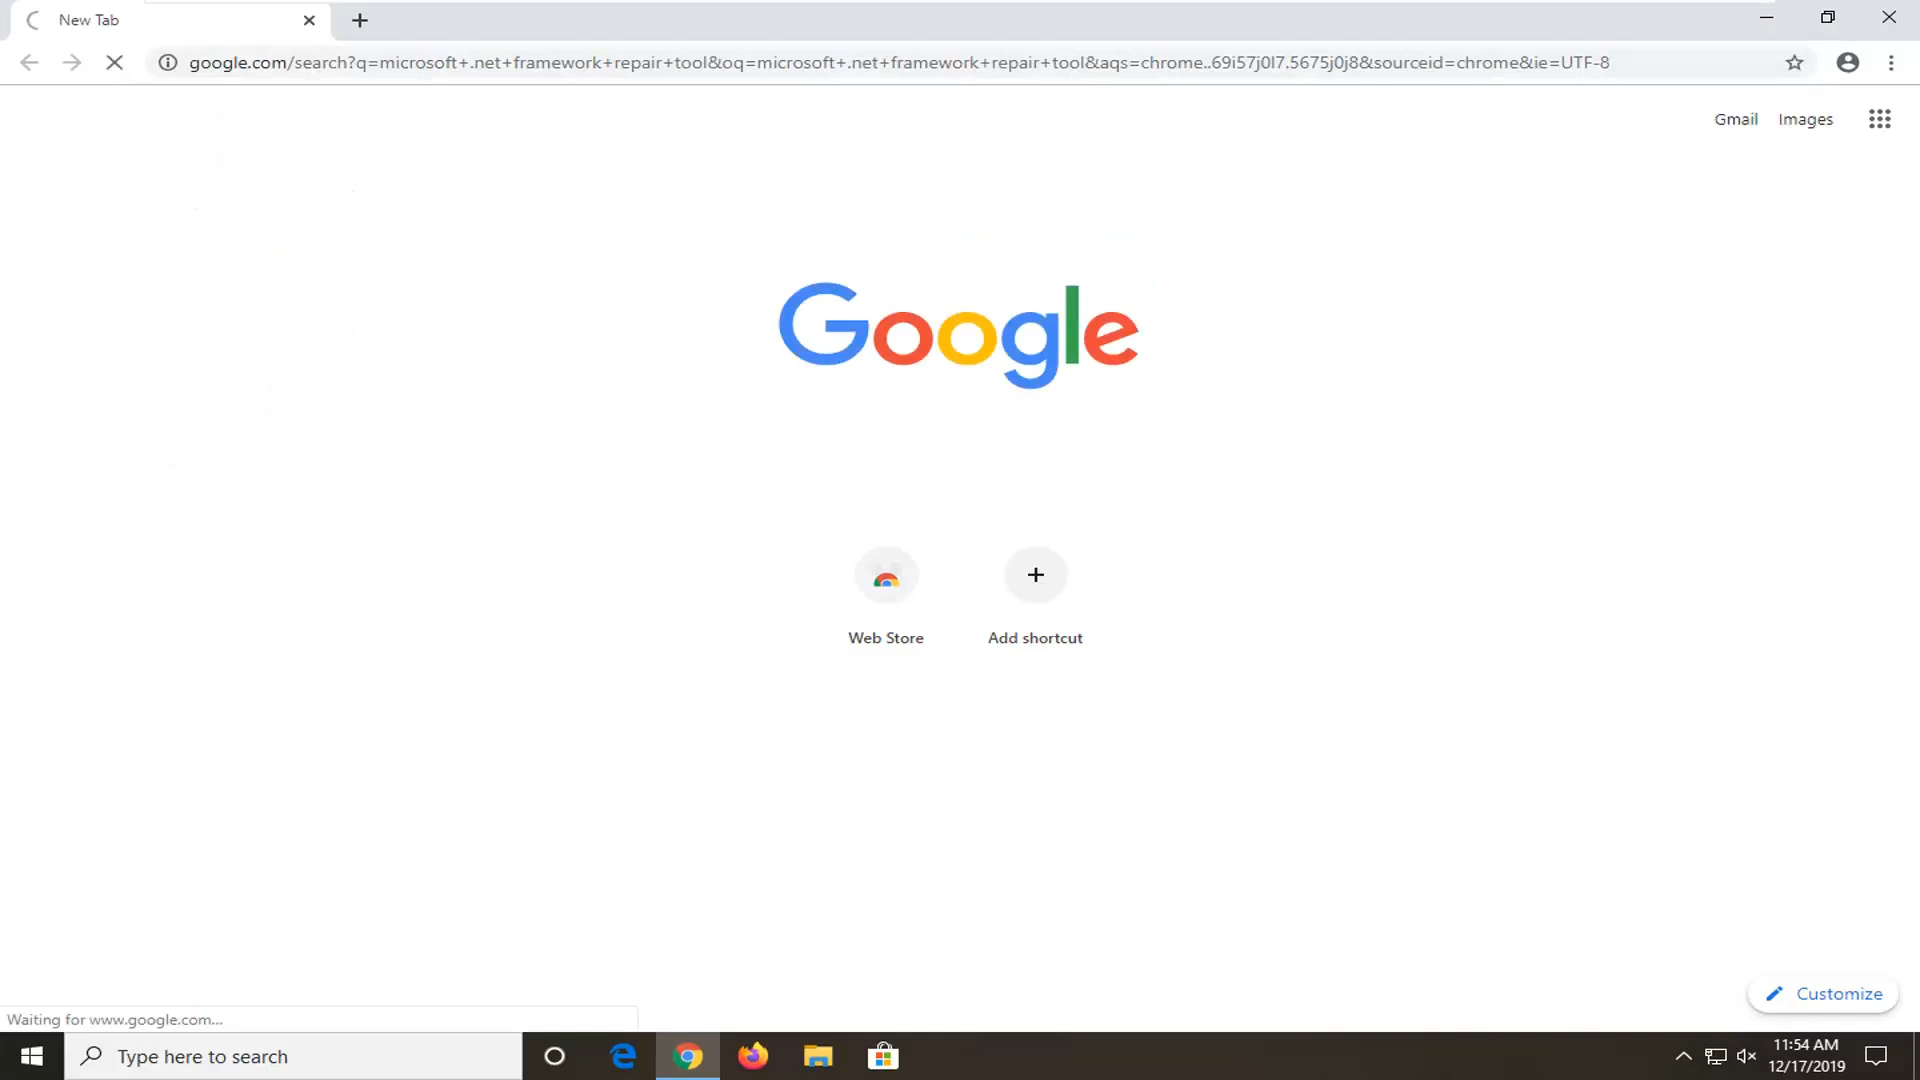 New Tab
google.com/search?q=microsoft+.net+framework+repair+tool&oq=microsoft+.net+framework+repair+tool&aqs=chrome..69i57j0l7.5675j0j8&sourceid=chrome&ie=UTF-8
Gmail Images
Google
Web Store Add shortcut
Customize
Waiting for www.google.com...
Type here to search
11:54 AM
12/17/2019